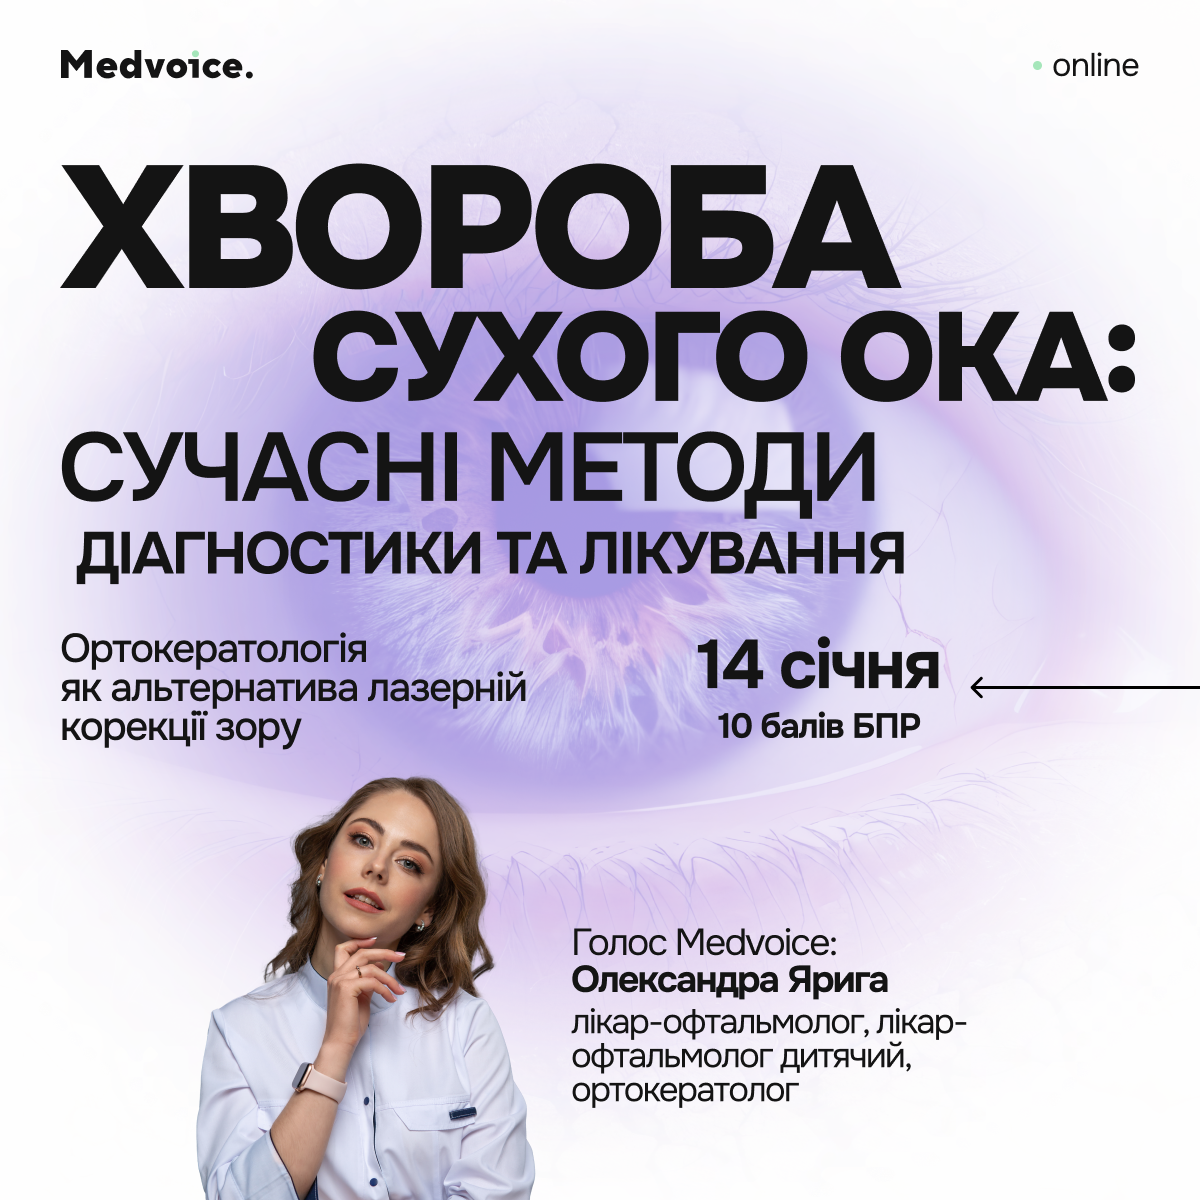 Medvoice.
online
ХВОРОБА
СУХОГО ОКА:
СУЧАСНІ МЕТОДИ
ДІАГНОСТИКИ ТА ЛІКУВАННЯ
Ортокератологія
як альтернатива лазерній
корекції зору
14 січня
10 балів БПР
Голос Medvoice:
Олександра Ярига
лікар-офтальмолог, лікар-
офтальмолог дитячий,
ортокератолог